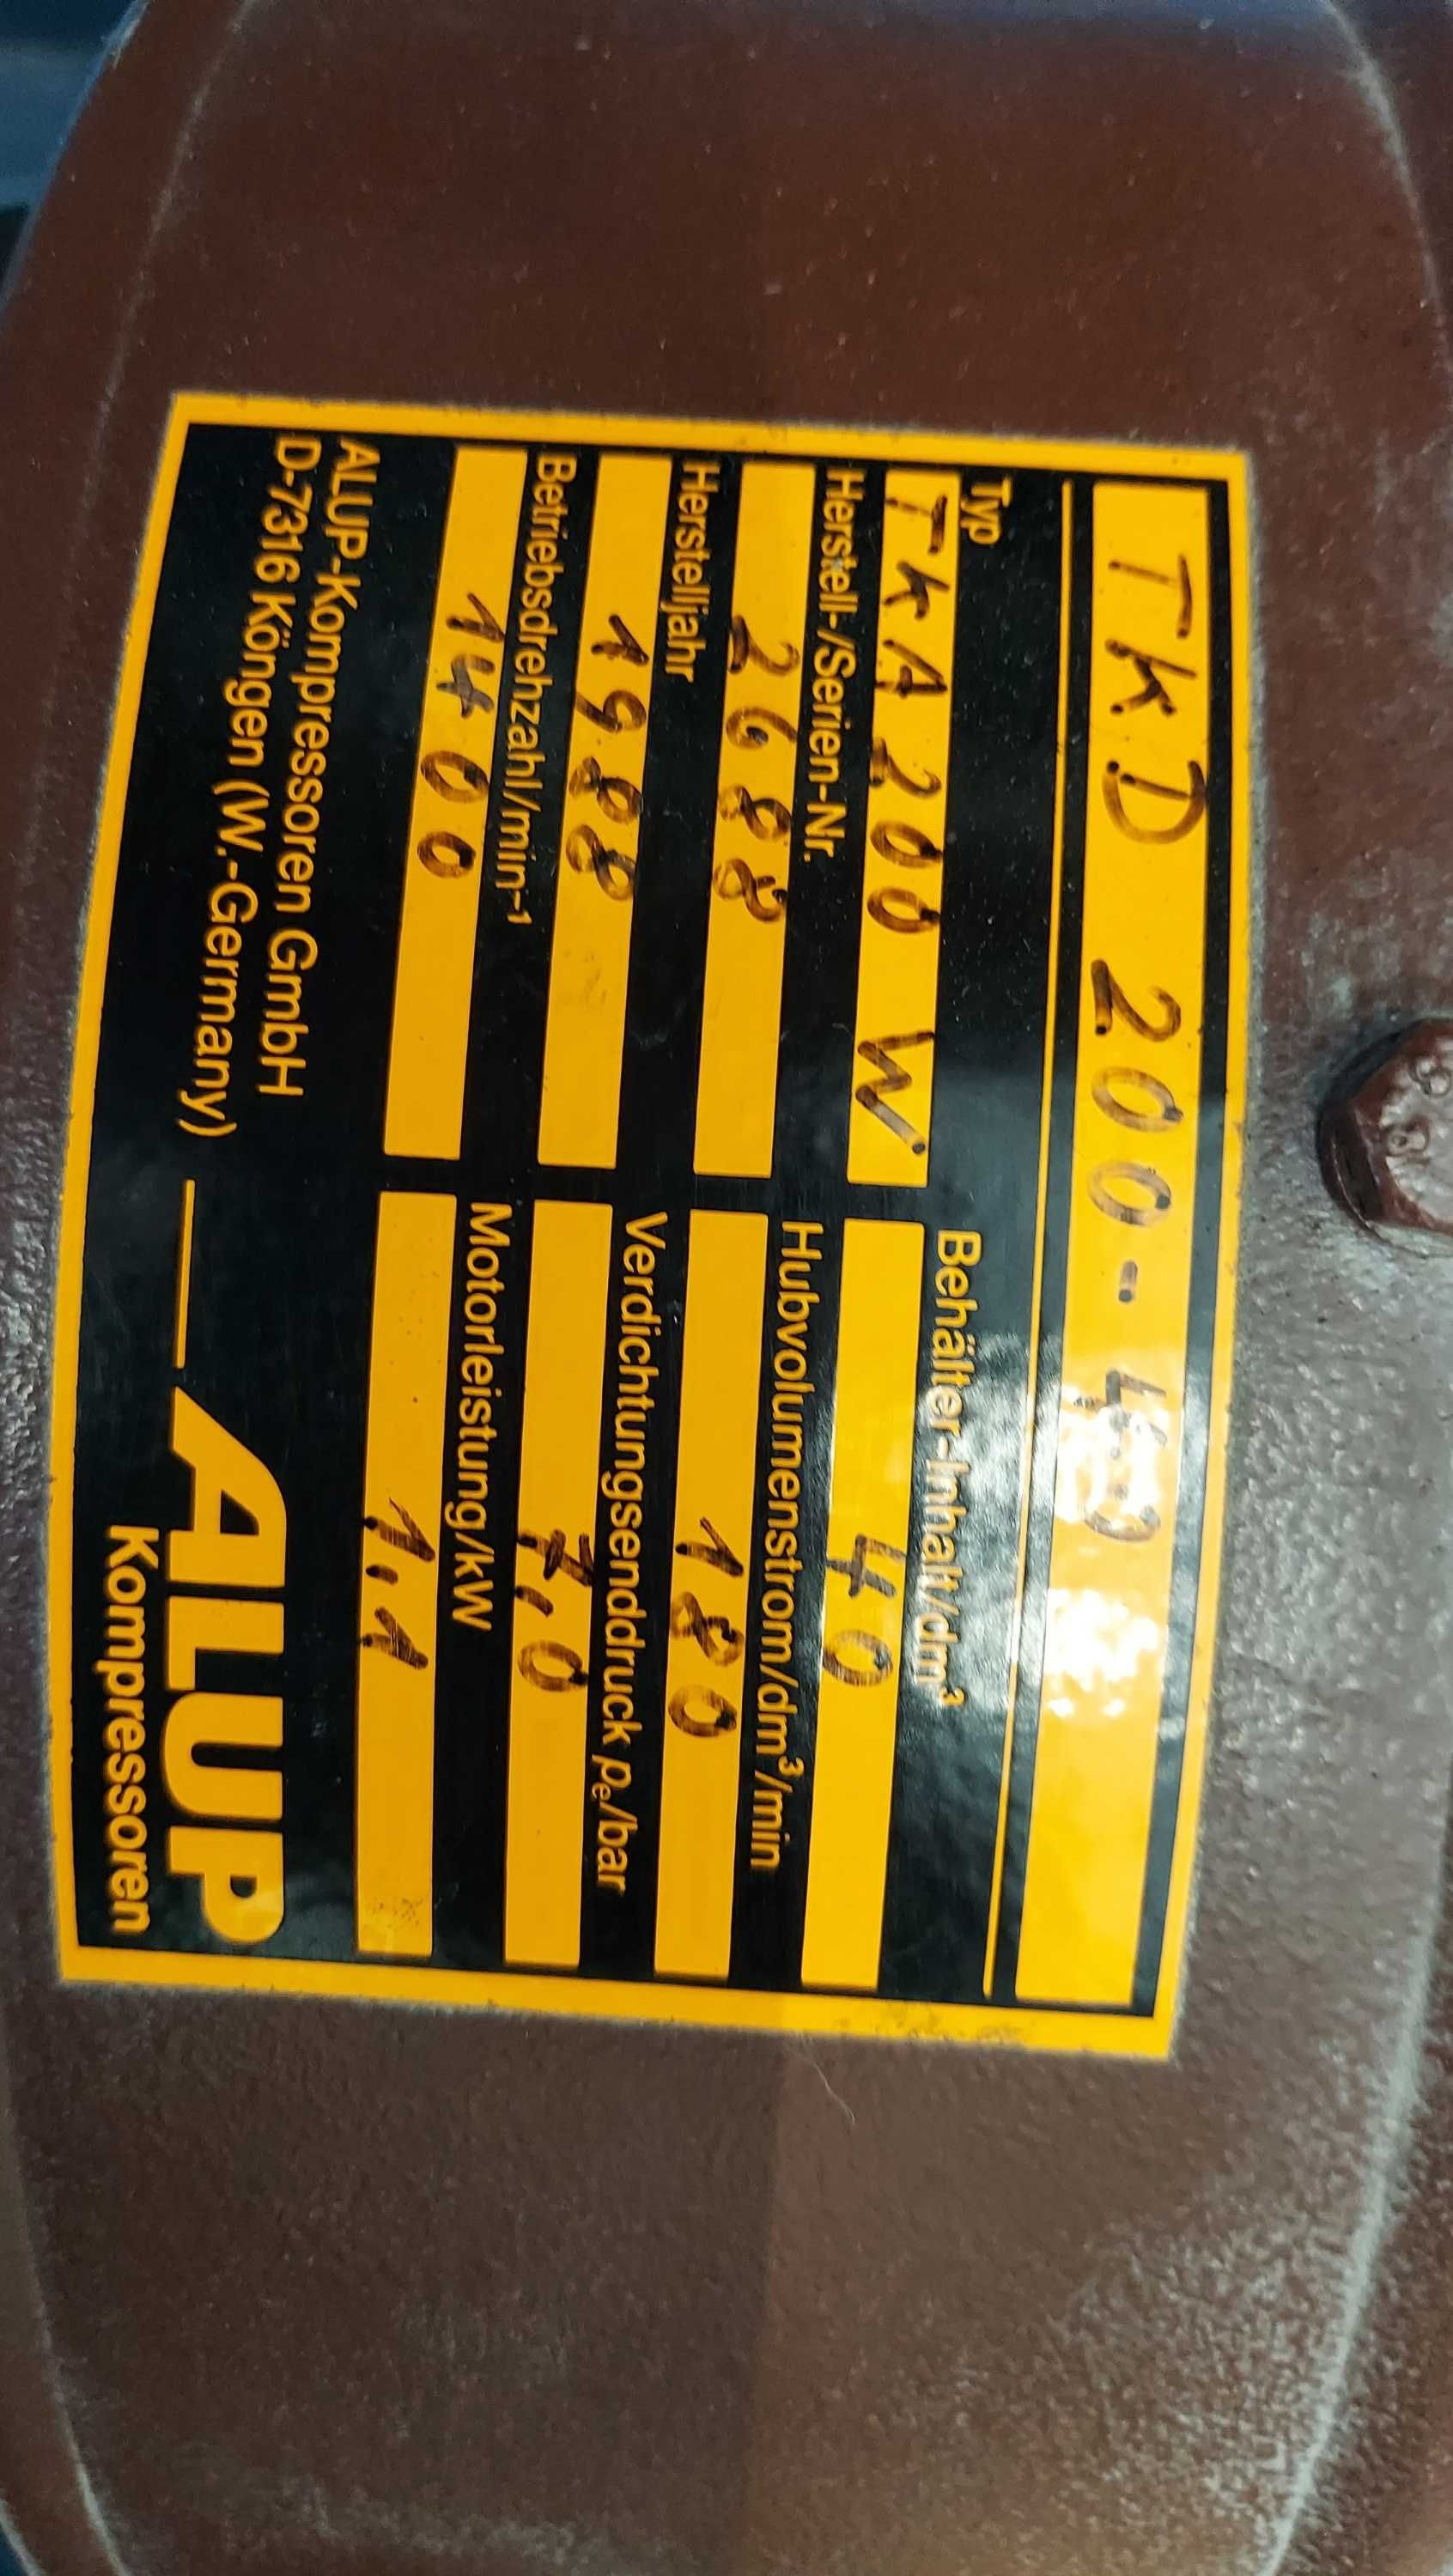 TKD 200-40
Typ
TKA 200 W
Herstell-/Serien-Nr.
2688
Herstelljahr
1988
Betriebsdrehzahl/min⁻¹
1400
Behälter-Inhalt/dm³
40
Hubvolumenstrom/dm³/min
180
Verdichtungsenddruck pₑ/bar
7,0
Motorleistung/kW
1,1
ALUP-Kompressoren GmbH
D-7316 Köngen (W.-Germany)
ALUP
Kompressoren